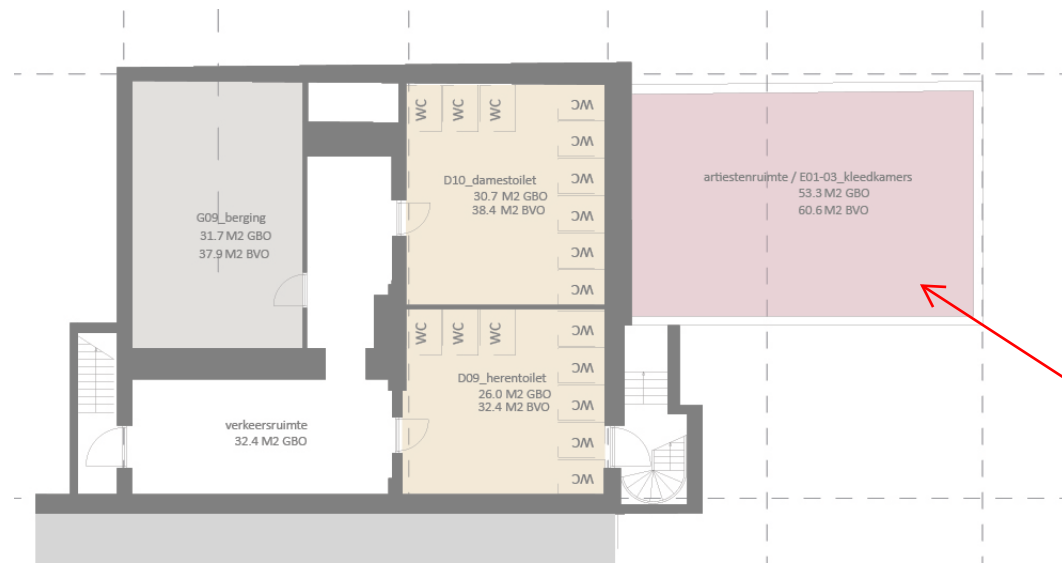 WC
WC
WC
WC
WC
WC
WC
WC
WC
D10_damestoilet
30.7 M2 GBO
38.4 M2 BVO
artiestenruimte / E01-03_kleedkamers
53.3 M2 GBO
60.6 M2 BVO
G09_berging
31.7 M2 GBO
37.9 M2 BVO
WC
WC
WC
WC
WC
WC
WC
WC
D09_herentoilet
26.0 M2 GBO
32.4 M2 BVO
verkeersruimte
32.4 M2 GBO